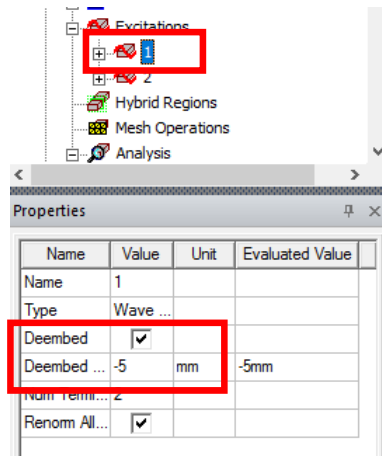 Excitations
1
2
Hybrid Regions
Mesh Operations
Analysis
Properties
Name Value Unit Evaluated Value
Name 1
Type Wave ...
Deembed
Deembed ... -5 mm -5mm
Num Termi... 2
Renorm All...